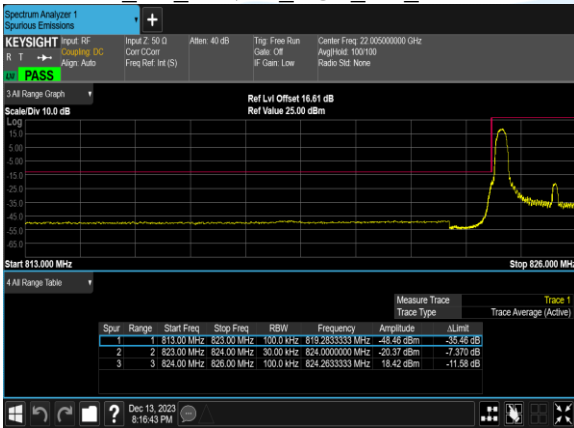 Spectrum Analyzer 1
Spurious Emissions
+
KEYSIGHT Input: RF Input Z: 50 Ω Atten: 40 dB Trig: Free Run Center Freq: 22.005000000 GHz
R T Coupling: DC Corr CCorr Gate: Off Avg|Hold: 100/100
Align: Auto Freq Ref: Int (S) IF Gain: Low Radio Std: None
PASS
3 All Range Graph Ref Lvl Offset 16.61 dB
Scale/Div 10.0 dB Ref Value 25.00 dBm
Log
15.0
5.00
-5.00
-15.0
-25.0
-35.0
-45.0
-55.0
-65.0
Start 813.000 MHz Stop 826.000 MHz
4 All Range Table
Measure Trace Trace 1
Trace Type Trace Average (Active)
Spur Range Start Freq Stop Freq RBW Frequency Amplitude ΔLimit
1 1 813.00 MHz 823.00 MHz 100.0 kHz 819.2833333 MHz -48.46 dBm -35.46 dB
2 2 823.00 MHz 824.00 MHz 30.00 kHz 824.0000000 MHz -20.37 dBm -7.370 dB
3 3 824.00 MHz 826.00 MHz 100.0 kHz 824.2633333 MHz 18.42 dBm -11.58 dB
? Dec 13, 2023
8:16:43 PM